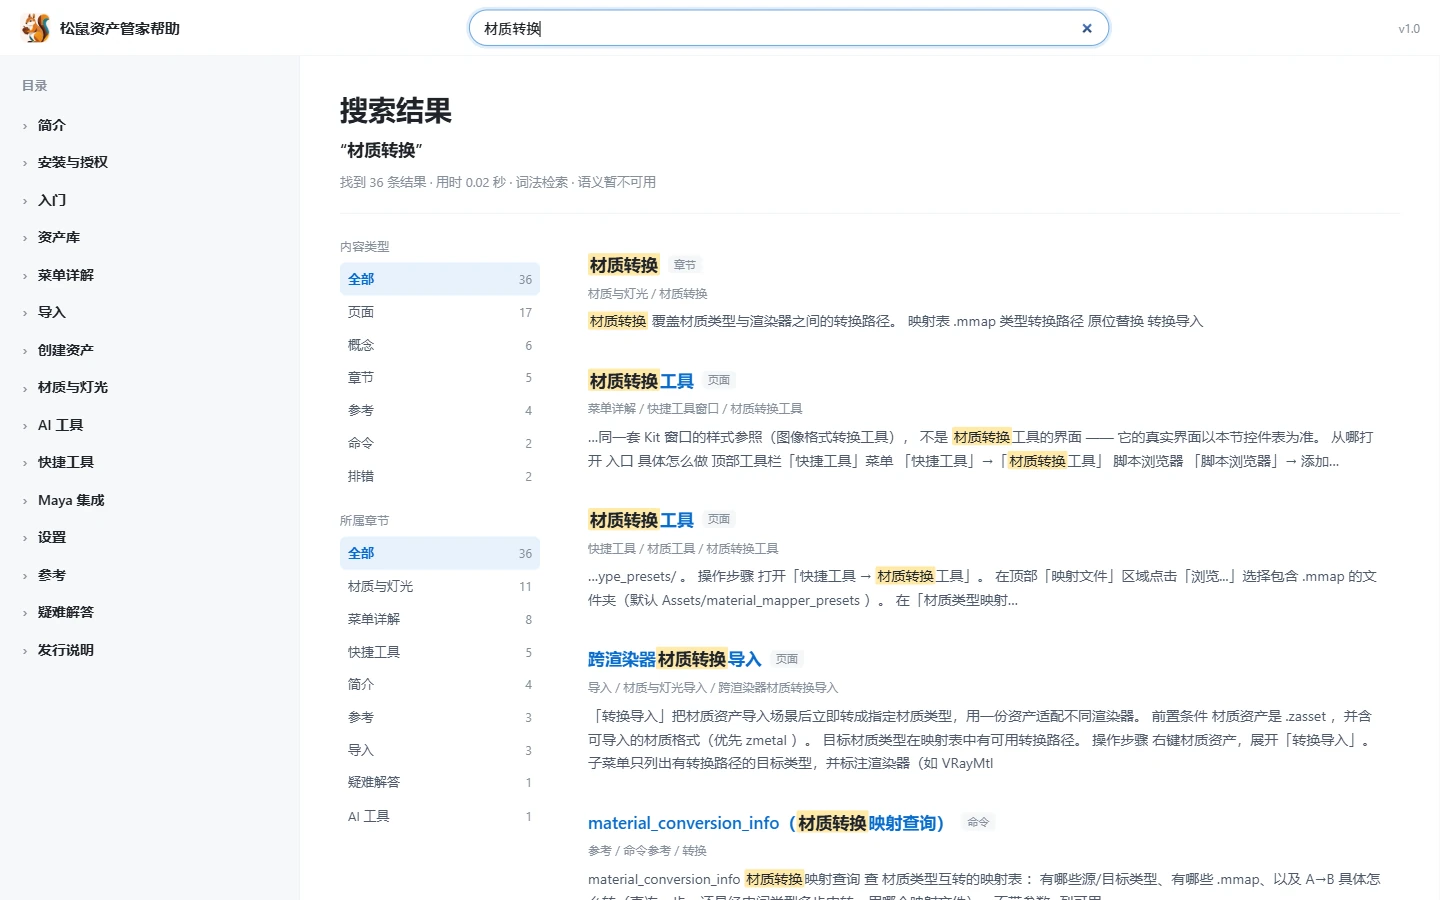 松鼠资产管家帮助
材质转换
×
v1.0
目录
› 简介
› 安装与授权
› 入门
› 资产库
› 菜单详解
› 导入
› 创建资产
› 材质与灯光
› AI 工具
› 快捷工具
› Maya 集成
› 设置
› 参考
› 疑难解答
› 发行说明
搜索结果
“材质转换”
找到 36 条结果 · 用时 0.02 秒 · 词法检索 · 语义暂不可用
内容类型
全部 36
页面 17
概念 6
章节 5
参考 4
命令 2
排错 2
所属章节
全部 36
材质与灯光 11
菜单详解 8
快捷工具 5
简介 4
参考 3
导入 3
疑难解答 1
AI 工具 1
材质转换 章节
材质与灯光 / 材质转换
材质转换 覆盖材质类型与渲染器之间的转换路径。 映射表 .mmap 类型转换路径 原位替换 转换导入
材质转换工具 页面
菜单详解 / 快捷工具窗口 / 材质转换工具
...同一套 Kit 窗口的样式参照（图像格式转换工具）， 不是 材质转换工具的界面 —— 它的真实界面以本节控件表为准。 从哪打
开 入口 具体怎么做 顶部工具栏「快捷工具」菜单 「快捷工具」→「材质转换工具」 脚本浏览器 「脚本浏览器」→ 添加...
材质转换工具 页面
快捷工具 / 材质工具 / 材质转换工具
...ype_presets/ 。 操作步骤 打开「快捷工具 → 材质转换工具」。 在顶部「映射文件」区域点击「浏览...」选择包含 .mmap 的文
件夹（默认 Assets/material_mapper_presets ）。 在「材质类型映射...
跨渲染器材质转换导入 页面
导入 / 材质与灯光导入 / 跨渲染器材质转换导入
「转换导入」把材质资产导入场景后立即转成指定材质类型，用一份资产适配不同渲染器。 前置条件 材质资产是 .zasset ，并含
可导入的材质格式（优先 zmetal ）。 目标材质类型在映射表中有可用转换路径。 操作步骤 右键材质资产，展开「转换导入」。
子菜单只列出有转换路径的目标类型，并标注渲染器（如 VRayMtl
material_conversion_info（材质转换映射查询） 命令
参考 / 命令参考 / 转换
material_conversion_info 材质转换映射查询 查 材质类型互转的映射表： 有哪些源/目标类型、有哪些 .mmap、以及 A→B 具体怎